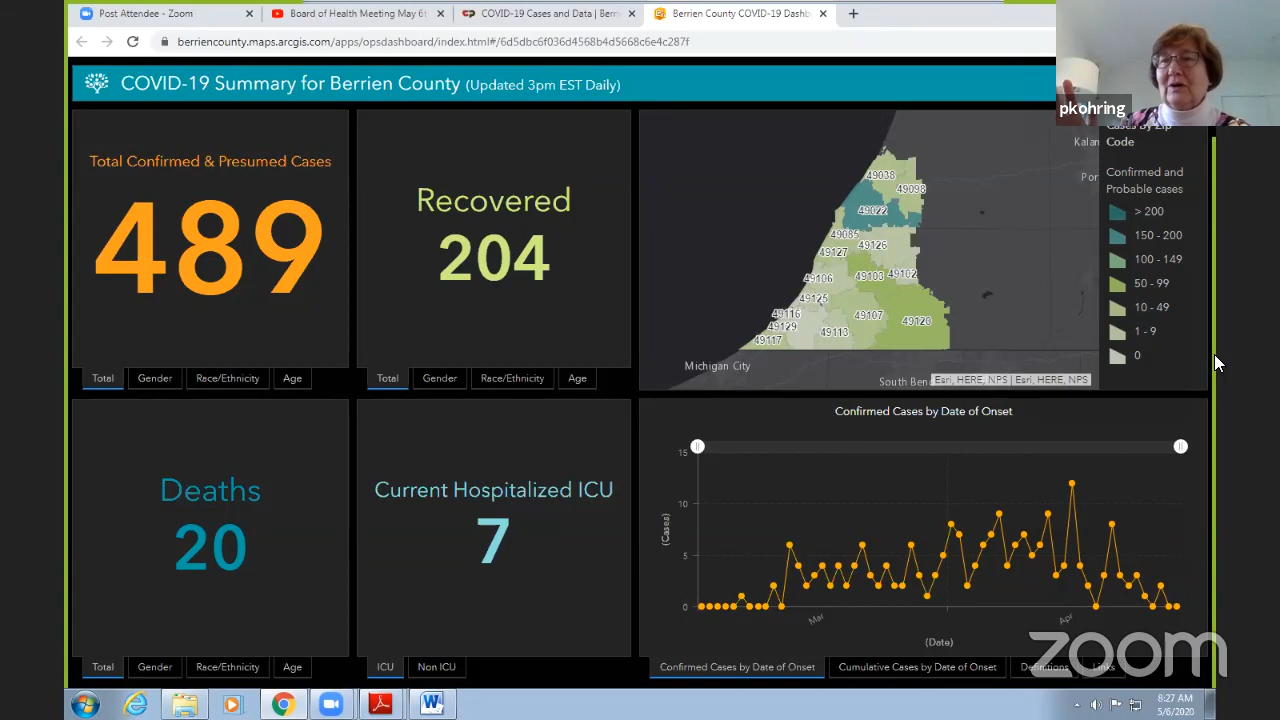 Post Attendee - Zoom
Board of Health Meeting May 6t
COVID-19 Cases and Data | Berri
Berrien County COVID-19 Dashb
berriencounty.maps.arcgis.com/apps/opsdashboard/index.html#/6d5dbc6f036d4568b4d5668c6e4c287f
pkohring
COVID-19 Summary for Berrien County (Updated 3pm EST Daily)
Total Confirmed & Presumed Cases
489
Total
Gender
Race/Ethnicity
Age
Recovered
204
Total
Gender
Race/Ethnicity
Age
49038
49098
49022
49085
49126
49127
49103
49102
49106
49125
49116
49107
49120
49129
49113
49117
Michigan City
South Ben
Kalan
Por
Esri, HERE, NPS | Esri, HERE, NPS
Cases by Zip
Code
Confirmed and
Probable cases
> 200
150 - 200
100 - 149
50 - 99
10 - 49
1 - 9
0
Deaths
20
Total
Gender
Race/Ethnicity
Age
Current Hospitalized ICU
7
ICU
Non ICU
Confirmed Cases by Date of Onset
15
10
5
0
(Cases)
Mar
Apr
(Date)
Confirmed Cases by Date of Onset
Cumulative Cases by Date of Onset
Definitions
Links
zoom
8:27 AM
5/6/2020